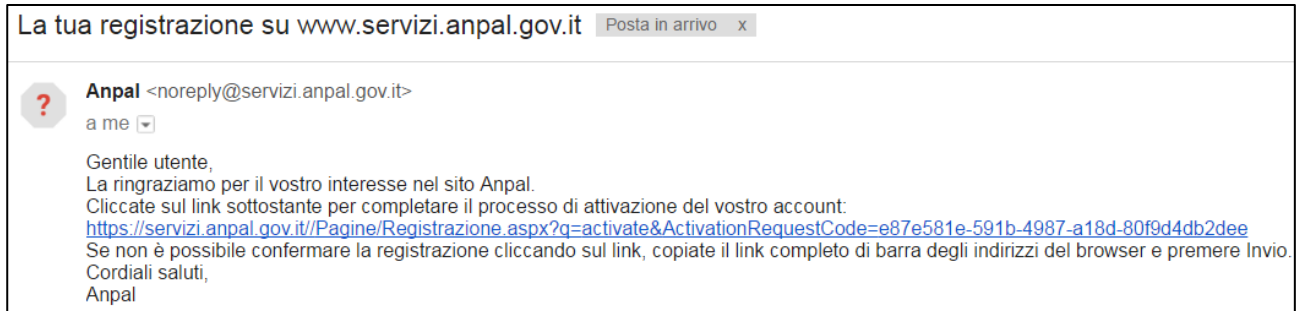 La tua registrazione su www.servizi.anpal.gov.it Posta in arrivo x
?
Anpal <noreply@servizi.anpal.gov.it>
a me
Gentile utente,
La ringraziamo per il vostro interesse nel sito Anpal.
Cliccate sul link sottostante per completare il processo di attivazione del vostro account:
https://servizi.anpal.gov.it//Pagine/Registrazione.aspx?q=activate&ActivationRequestCode=e87e581e-591b-4987-a18d-80f9d4db2dee
Se non è possibile confermare la registrazione cliccando sul link, copiate il link completo di barra degli indirizzi del browser e premere Invio.
Cordiali saluti,
Anpal